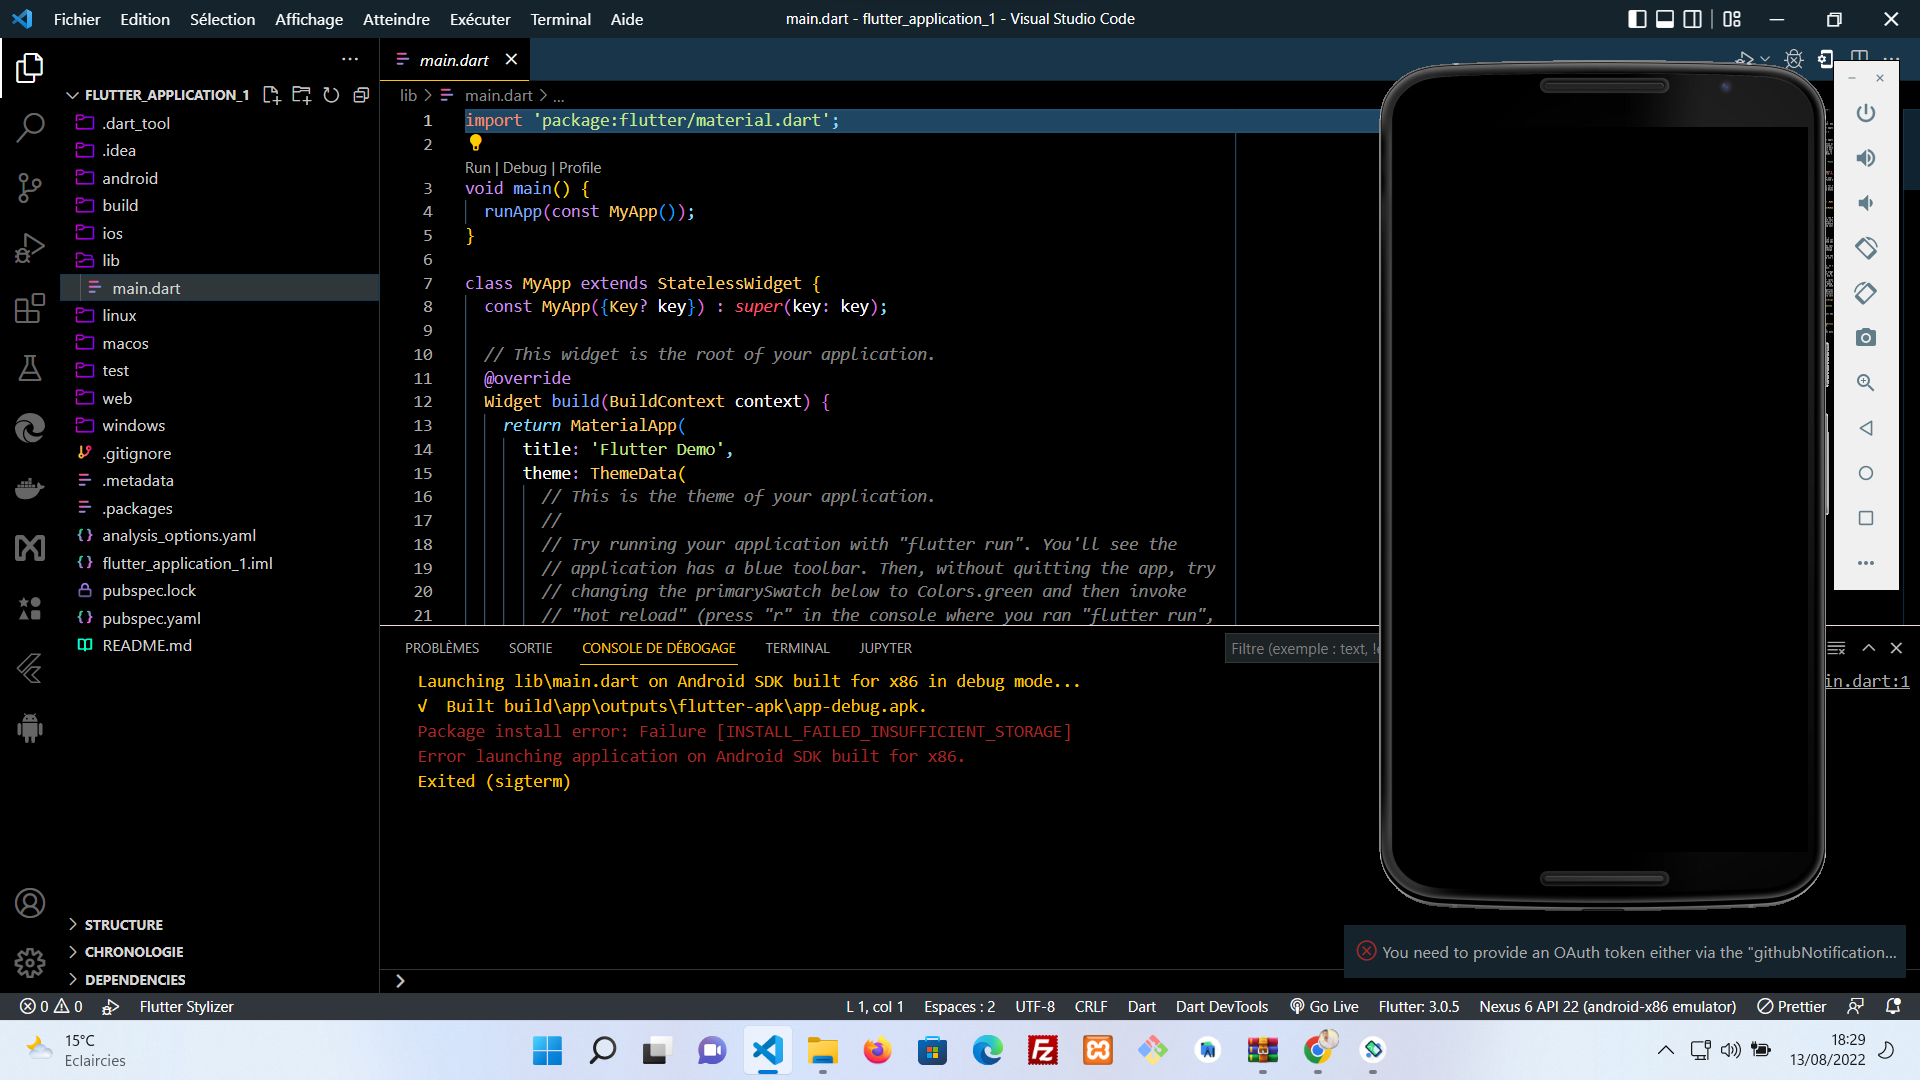 Fichier Edition Sélection Affichage Atteindre Exécuter Terminal Aide
main.dart - flutter_application_1 - Visual Studio Code
main.dart
FLUTTER_APPLICATION_1
.dart_tool
.idea
android
build
ios
lib
main.dart
linux
macos
test
web
windows
.gitignore
.metadata
.packages
analysis_options.yaml
flutter_application_1.iml
pubspec.lock
pubspec.yaml
README.md
STRUCTURE
CHRONOLOGIE
DEPENDENCIES
lib > main.dart > ...
1 import 'package:flutter/material.dart';
2
Run | Debug | Profile
3 void main() {
4 runApp(const MyApp());
5 }
6
7 class MyApp extends StatelessWidget {
8 const MyApp({Key? key}) : super(key: key);
9
10 // This widget is the root of your application.
11 @override
12 Widget build(BuildContext context) {
13 return MaterialApp(
14 title: 'Flutter Demo',
15 theme: ThemeData(
16 // This is the theme of your application.
17 //
18 // Try running your application with "flutter run". You'll see the
19 // application has a blue toolbar. Then, without quitting the app, try
20 // changing the primarySwatch below to Colors.green and then invoke
21 // "hot reload" (press "r" in the console where you ran "flutter run",
PROBLÈMES SORTIE CONSOLE DE DÉBOGAGE TERMINAL JUPYTER
Filtre (exemple : text, !e
Launching lib\main.dart on Android SDK built for x86 in debug mode...
in.dart:1
√ Built build\app\outputs\flutter-apk\app-debug.apk.
Package install error: Failure [INSTALL_FAILED_INSUFFICIENT_STORAGE]
Error launching application on Android SDK built for x86.
Exited (sigterm)
You need to provide an OAuth token either via the "githubNotification...
0 0 Flutter Stylizer
L 1, col 1 Espaces : 2 UTF-8 CRLF Dart Dart DevTools Go Live Flutter: 3.0.5 Nexus 6 API 22 (android-x86 emulator) Prettier
15°C
Eclaircies
18:29
13/08/2022